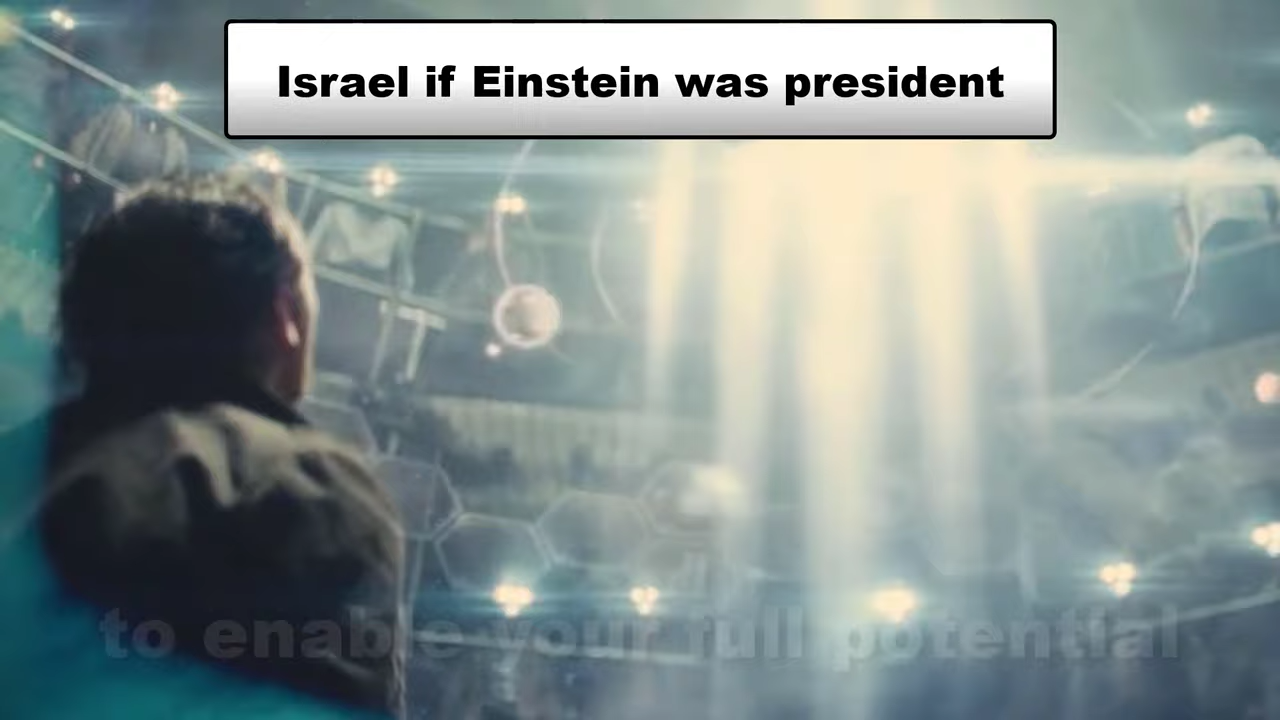 Israel if Einstein was president
to enable your full potential